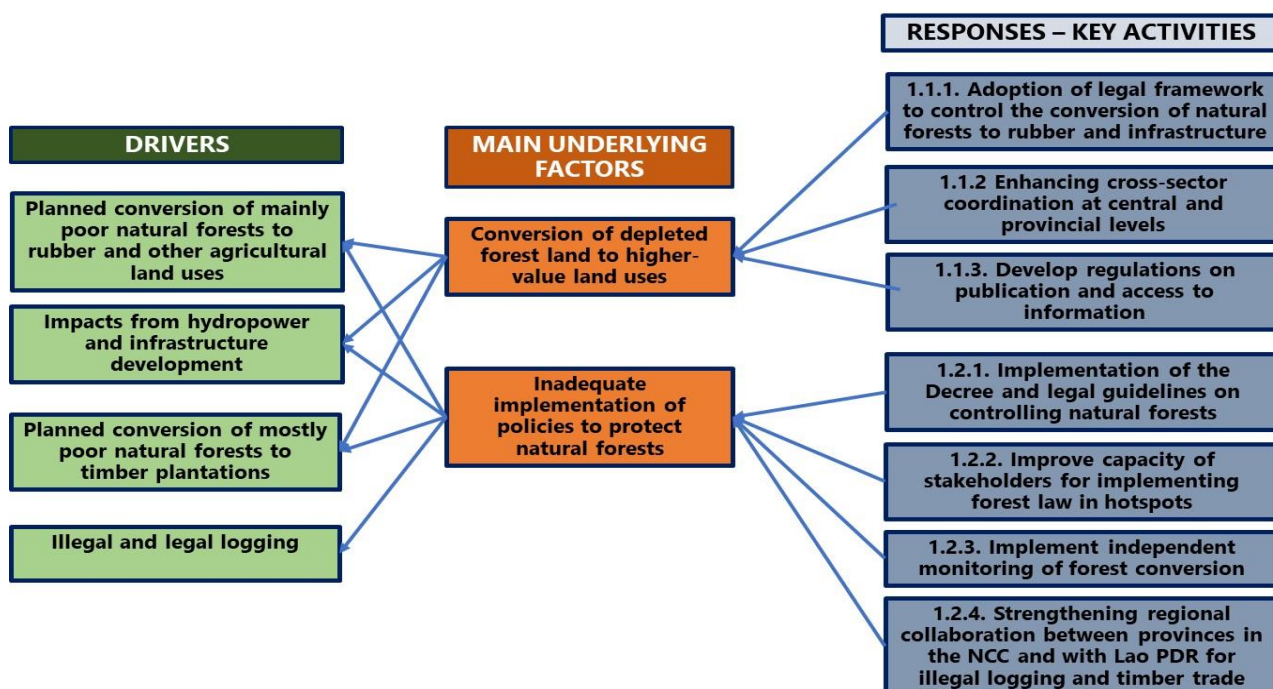 DRIVERS
Planned conversion of mainly
poor natural forests to
rubber and other agricultural
land uses
Impacts from hydropower
and infrastructure
development
Planned conversion of mostly
poor natural forests to
timber plantations
Illegal and legal logging
MAIN UNDERLYING
FACTORS
Conversion of depleted
forest land to higher-
value land uses
Inadequate
implementation of
policies to protect
natural forests
RESPONSES – KEY ACTIVITIES
1.1.1. Adoption of legal framework
to control the conversion of natural
forests to rubber and infrastructure
1.1.2 Enhancing cross-sector
coordination at central and
provincial levels
1.1.3. Develop regulations on
publication and access to
information
1.2.1. Implementation of the
Decree and legal guidelines on
controlling natural forests
1.2.2. Improve capacity of
stakeholders for implementing
forest law in hotspots
1.2.3. Implement independent
monitoring of forest conversion
1.2.4. Strengthening regional
collaboration between provinces in
the NCC and with Lao PDR for
illegal logging and timber trade